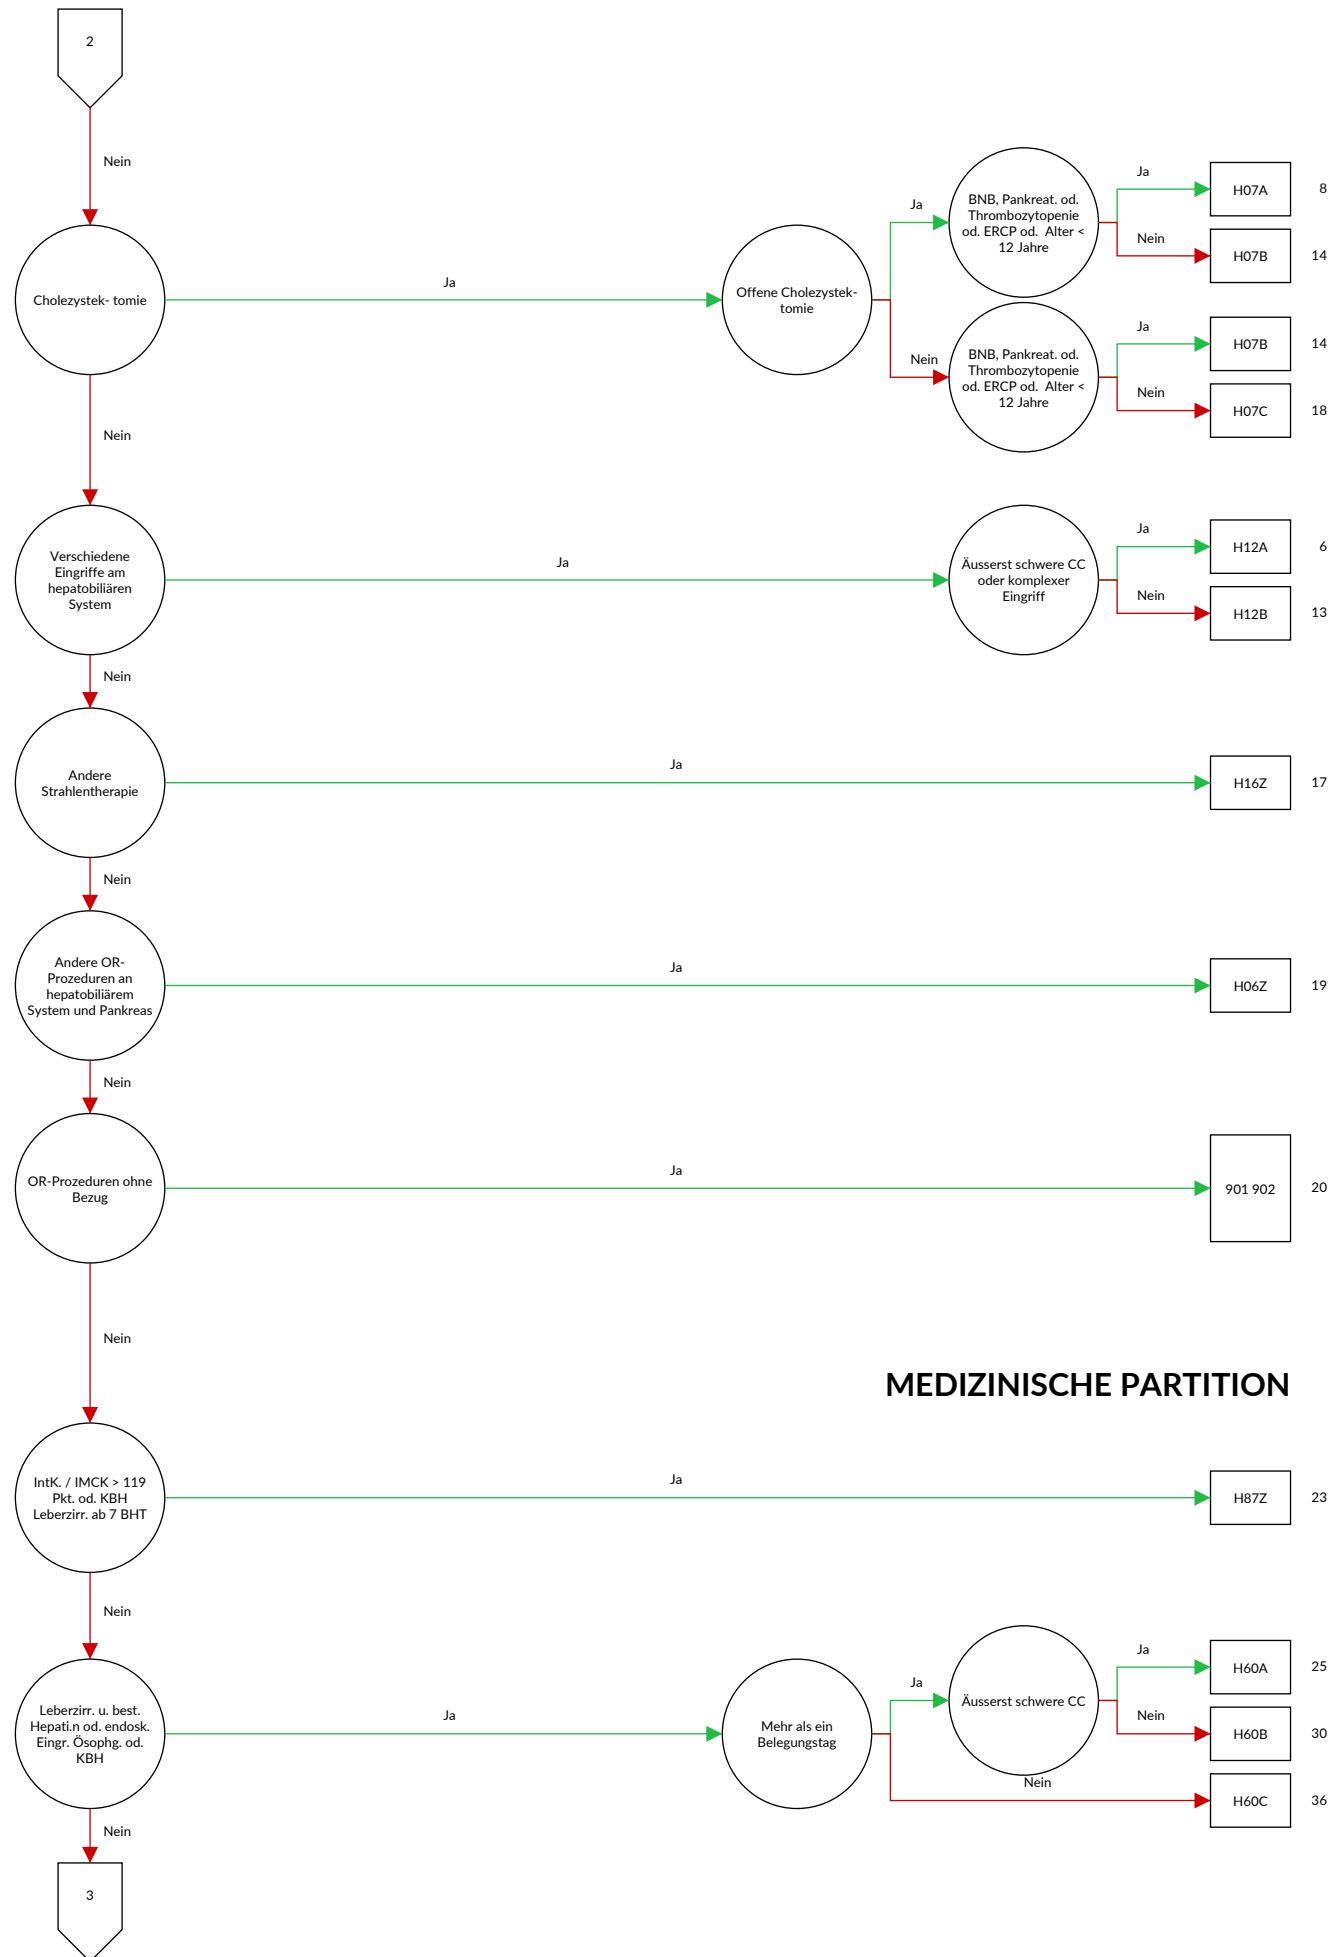 2
Nein
Cholezystek- tomie
Ja
Offene Cholezystek-
tomie
Ja
BNB, Pankreat. od.
Thrombozytopenie
od. ERCP od. Alter <
12 Jahre
Ja
H07A
8
Nein
H07B
14
Nein
BNB, Pankreat. od.
Thrombozytopenie
od. ERCP od. Alter <
12 Jahre
Ja
H07B
14
Nein
H07C
18
Nein
Verschiedene
Eingriffe am
hepatobiliären
System
Ja
Äusserst schwere CC
oder komplexer
Eingriff
Ja
H12A
6
Nein
H12B
13
Nein
Andere
Strahlentherapie
Ja
H16Z
17
Nein
Andere OR-
Prozeduren an
hepatobiliärem
System und Pankreas
Ja
H06Z
19
Nein
OR-Prozeduren ohne
Bezug
Ja
901 902
20
Nein
MEDIZINISCHE PARTITION
IntK. / IMCK > 119
Pkt. od. KBH
Leberzirr. ab 7 BHT
Ja
H87Z
23
Nein
Leberzirr. u. best.
Hepati.n od. endosk.
Eingr. Ösophg. od.
KBH
Ja
Mehr als ein
Belegungstag
Ja
Äusserst schwere CC
Ja
H60A
25
Nein
H60B
30
Nein
H60C
36
Nein
3